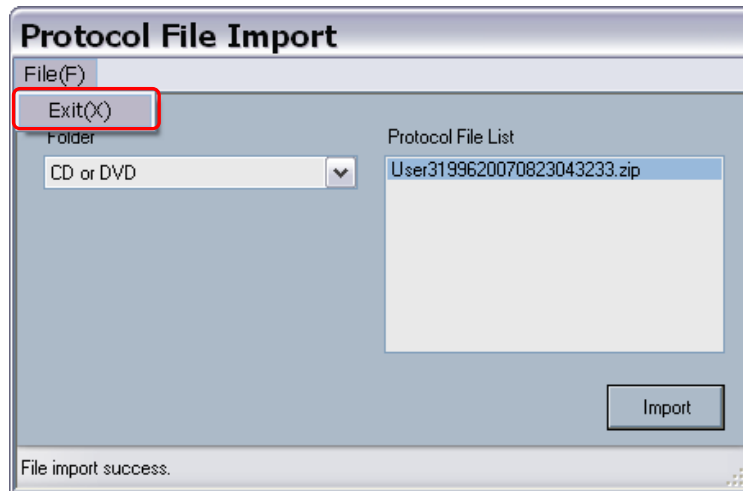 Protocol File Import
File(F)
Exit(X)
Folder
Protocol File List
CD or DVD
User3199620070823043233.zip
Import
File import success.